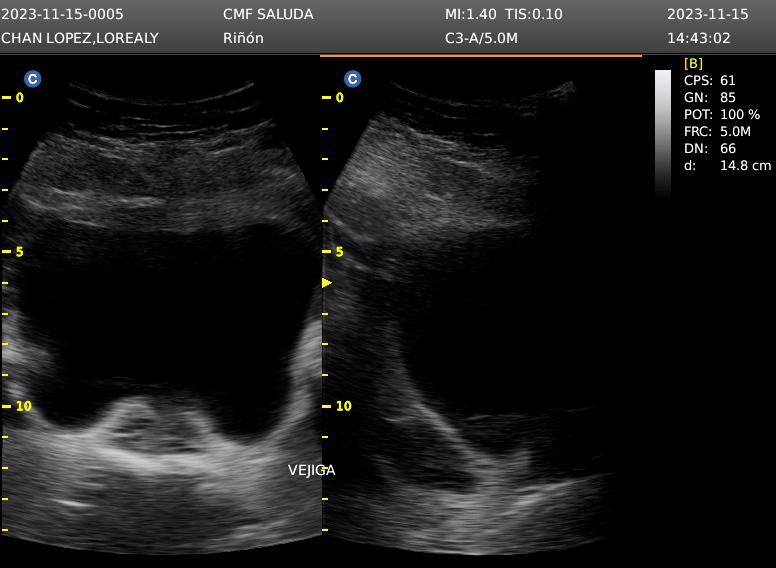 2023-11-15-0005 CMF SALUDA MI:1.40 TIS:0.10 2023-11-15
CHAN LOPEZ,LOREALY Riñón C3-A/5.0M 14:43:02
C C
0 0
5 5
10 10
VEJIGA
[B]
CPS: 61
GN: 85
POT: 100 %
FRC: 5.0M
DN: 66
d: 14.8 cm